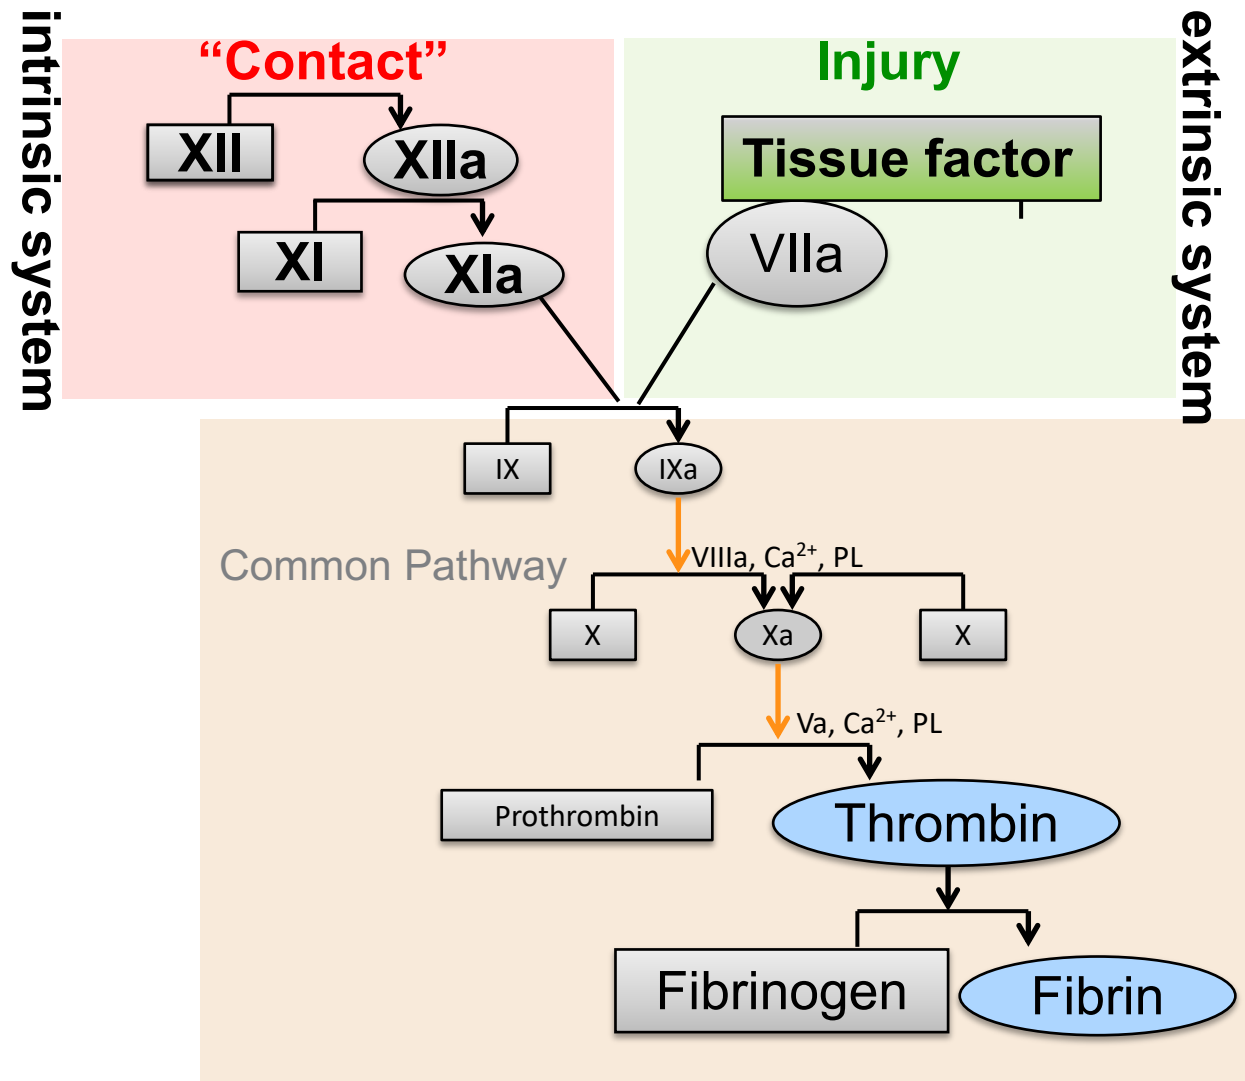 intrinsic system
“Contact”
Injury
extrinsic system
XII
XIIa
Tissue factor
XI
XIa
VIIa
IX
IXa
Common Pathway
VIIIa, Ca²⁺, PL
X
Xa
X
Va, Ca²⁺, PL
Prothrombin
Thrombin
Fibrinogen
Fibrin